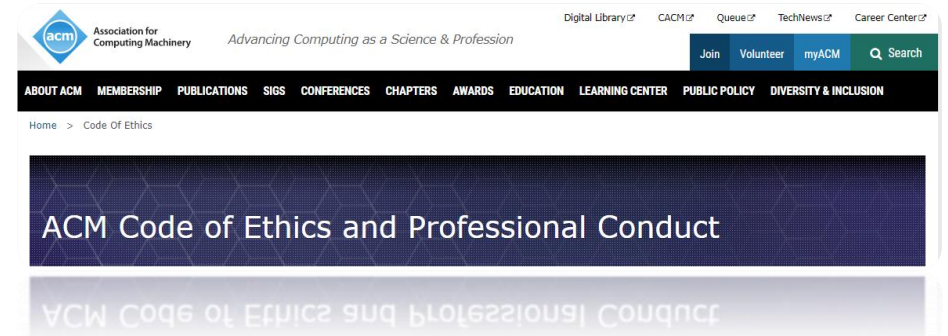 Digital Library CACM Queue TechNews Career Center
acm
Association for
Computing Machinery
Advancing Computing as a Science & Profession
Join Volunteer myACM Search
ABOUT ACM MEMBERSHIP PUBLICATIONS SIGS CONFERENCES CHAPTERS AWARDS EDUCATION LEARNING CENTER PUBLIC POLICY DIVERSITY & INCLUSION
Home > Code Of Ethics
ACM Code of Ethics and Professional Conduct